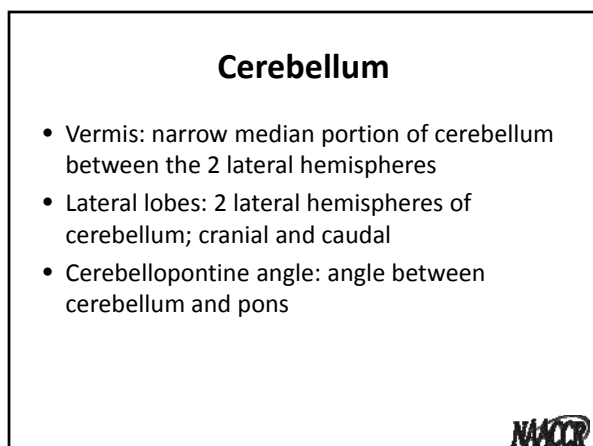 Cerebellum
• Vermis: narrow median portion of cerebellum
between the 2 lateral hemispheres
• Lateral lobes: 2 lateral hemispheres of
cerebellum; cranial and caudal
• Cerebellopontine angle: angle between
cerebellum and pons
NAACCR